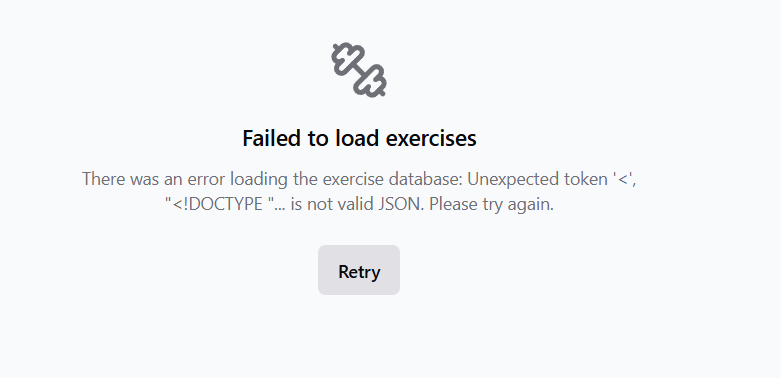 Failed to load exercises
There was an error loading the exercise database: Unexpected token '<',
"<!DOCTYPE "... is not valid JSON. Please try again.
Retry